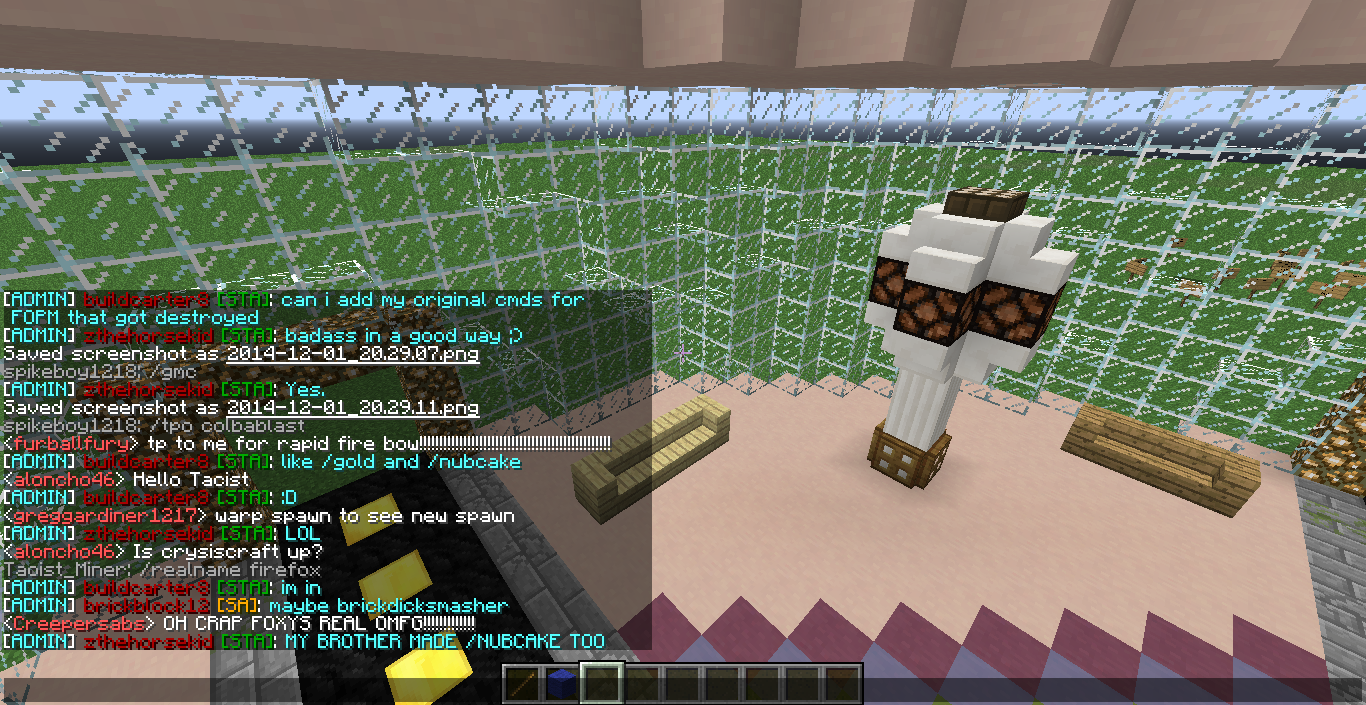 [ADMIN] buildcarter8 [STA]: can i add my original cmds for
FOPM that got destroyed
[ADMIN] zthehorsekid [STA]: badass in a good way ;)
Saved screenshot as 2014-12-01_20.29.07.png
spikeboy1218: /gmc
[ADMIN] zthehorsekid [STA]: Yes.
Saved screenshot as 2014-12-01_20.29.11.png
spikeboy1218: /tpo colbablast
<furballfury> tp to me for rapid fire bow!!!!!!!!!!!!!!!!!!!!!!!!!!!!!!!!!!!!!!!!!!!!!!!!
[ADMIN] buildcarter8 [STA]: like /gold and /nubcake
<aloncho46> Hello Tacist
[ADMIN] buildcarter8 [STA]: :D
<greggardiner1217> warp spawn to see new spawn
[ADMIN] zthehorsekid [STA]: LOL
<aloncho46> Is crysiscraft up?
Taoist_Miner: /realname firefox
[ADMIN] buildcarter8 [STA]: im in
[ADMIN] brickblock12 [SA]: maybe brickdicksmasher
<Creepersabs> OH CRAP FOXYS REAL OMFG!!!!!!!!!!!!!
[ADMIN] zthehorsekid [STA]: MY BROTHER MADE /NUBCAKE TOO